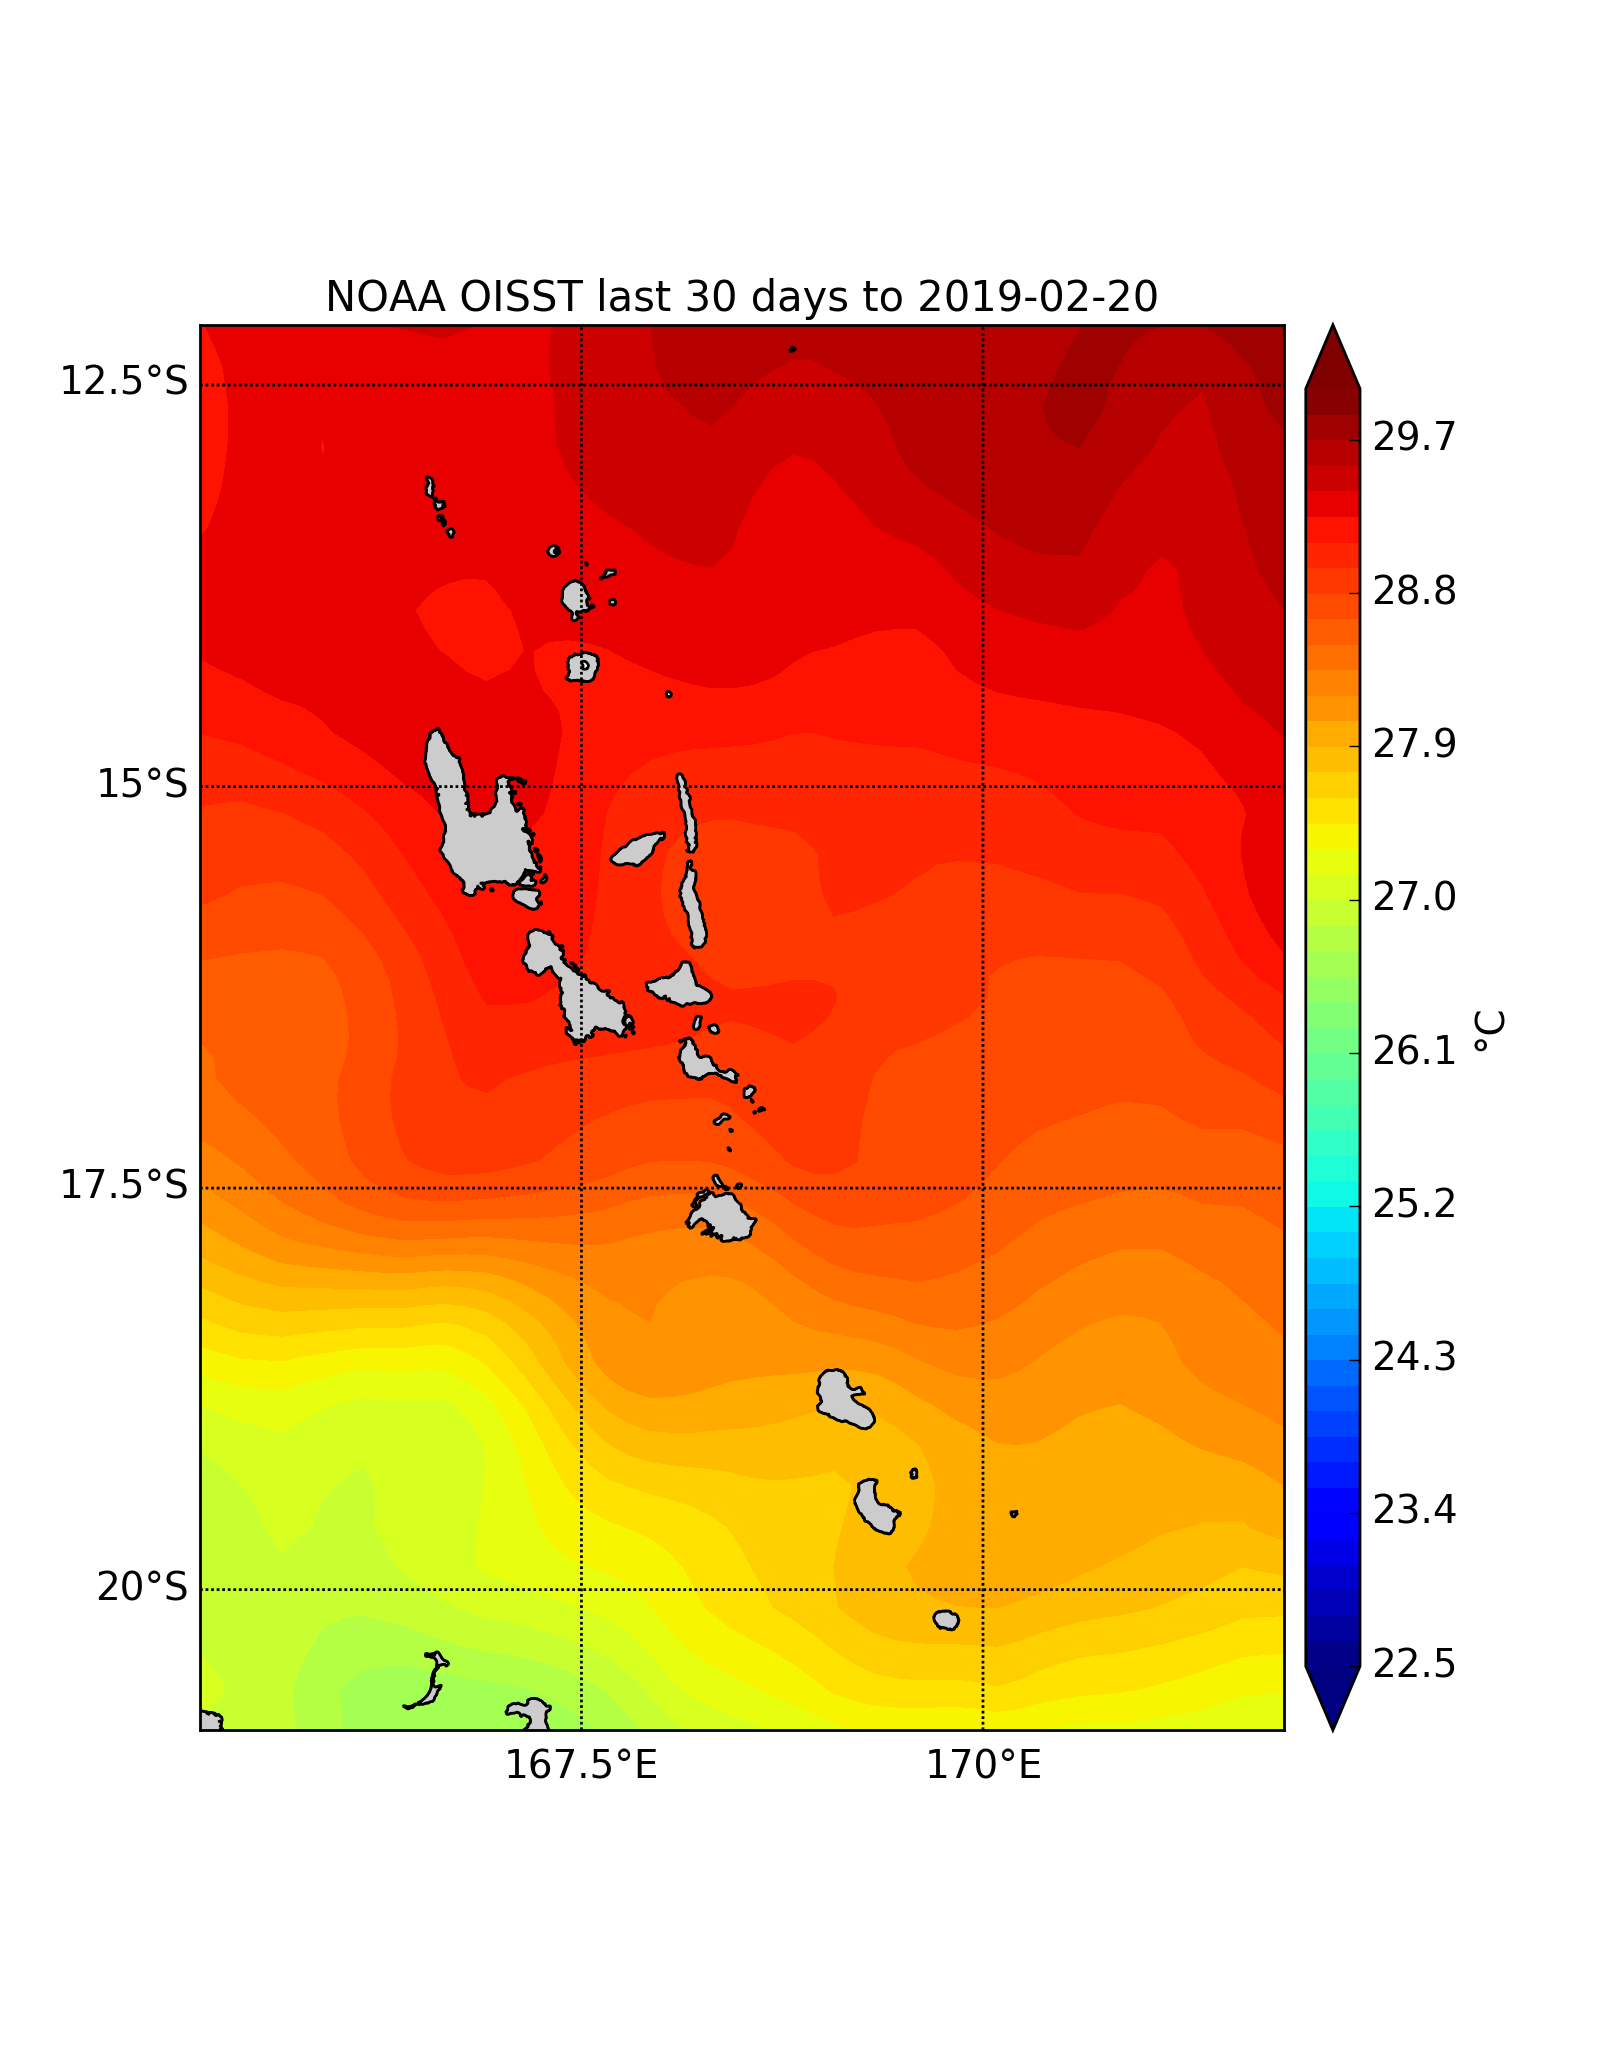 NOAA OISST last 30 days to 2019-02-20
12.5°S
15°S
17.5°S
20°S
167.5°E
170°E
29.7
28.8
27.9
27.0
26.1
25.2
24.3
23.4
22.5
°C